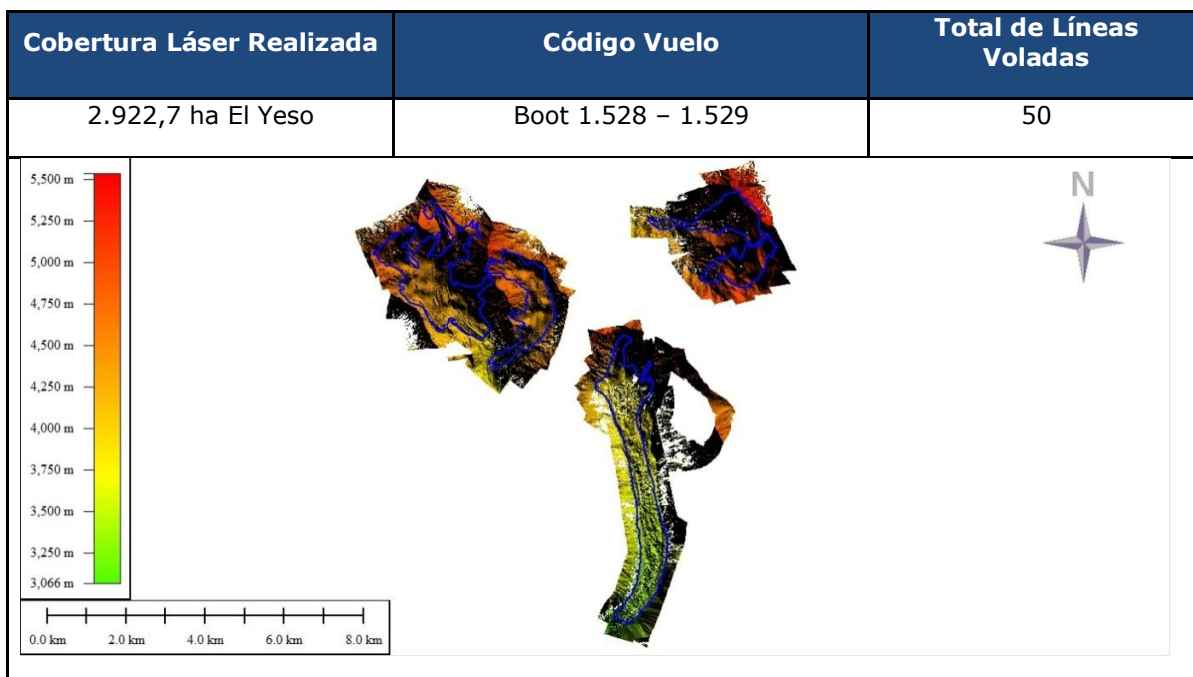 Cobertura Láser Realizada
Código Vuelo
Total de Líneas
Voladas
2.922,7 ha El Yeso
Boot 1.528 – 1.529
50
5,500 m
5,250 m
5,000 m
4,750 m
4,500 m
4,250 m
4,000 m
3,750 m
3,500 m
3,250 m
3,066 m
N
0.0 km
2.0 km
4.0 km
6.0 km
8.0 km